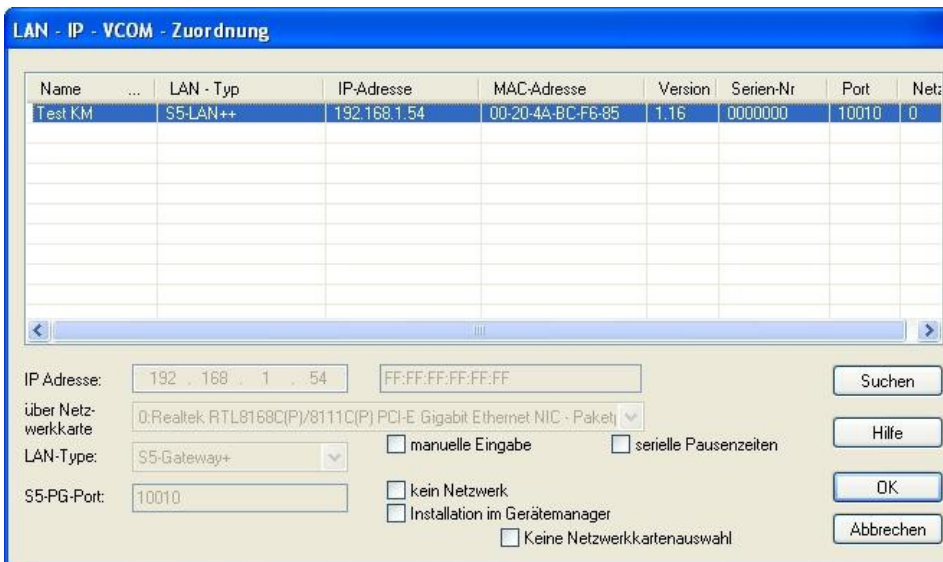 LAN - IP - VCOM - Zuordnung
Name ... LAN - Typ IP-Adresse MAC-Adresse Version Serien-Nr Port Netz
Test KM S5-LAN++ 192.168.1.54 00-20-4A-BC-F6-85 1.16 0000000 10010 0
IP Adresse: 192 . 168 . 1 . 54 FF:FF:FF:FF:FF:FF Suchen
über Netz-
werkkarte 0:Realtek RTL8168C(P)/8111C(P) PCI-E Gigabit Ethernet NIC - Paketp
Hilfe
manuelle Eingabe serielle Pausenzeiten
LAN-Type: S5-Gateway+
S5-PG-Port: 10010 kein Netzwerk OK
Installation im Gerätemanager
Keine Netzwerkkartenauswahl Abbrechen